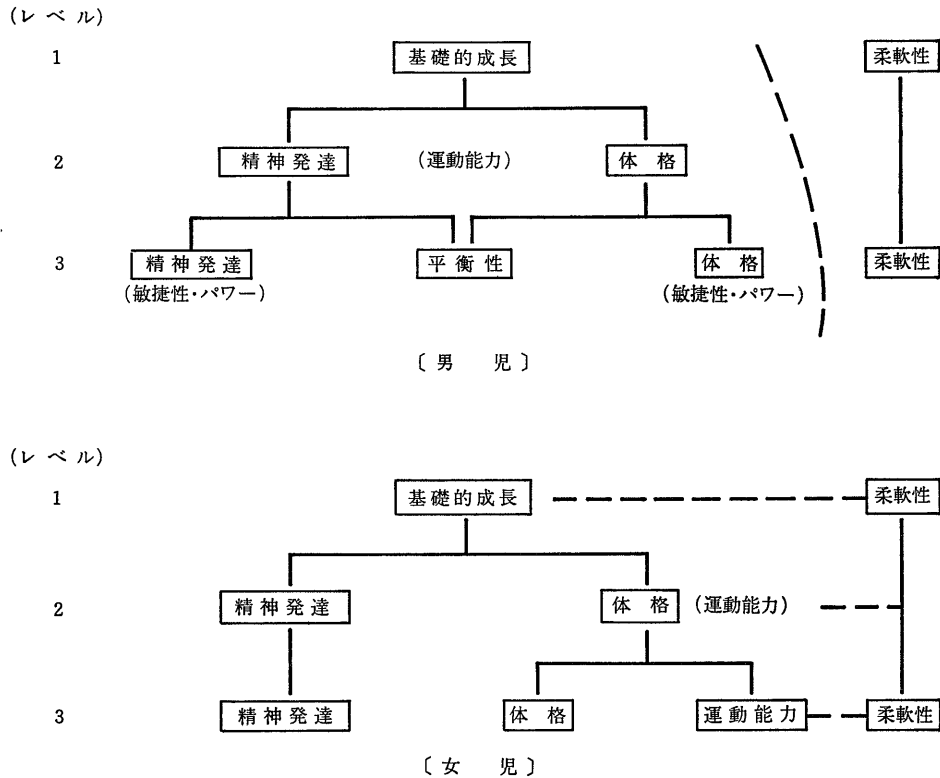 (レベル)
1 基礎的成長 柔軟性
2 精神発達 (運動能力) 体格
3 精神発達 平衡性 体格 柔軟性
(敏捷性・パワー) (敏捷性・パワー)
〔男 児〕
(レベル)
1 基礎的成長 柔軟性
2 精神発達 体格 (運動能力)
3 精神発達 体格 運動能力 柔軟性
〔女 児〕